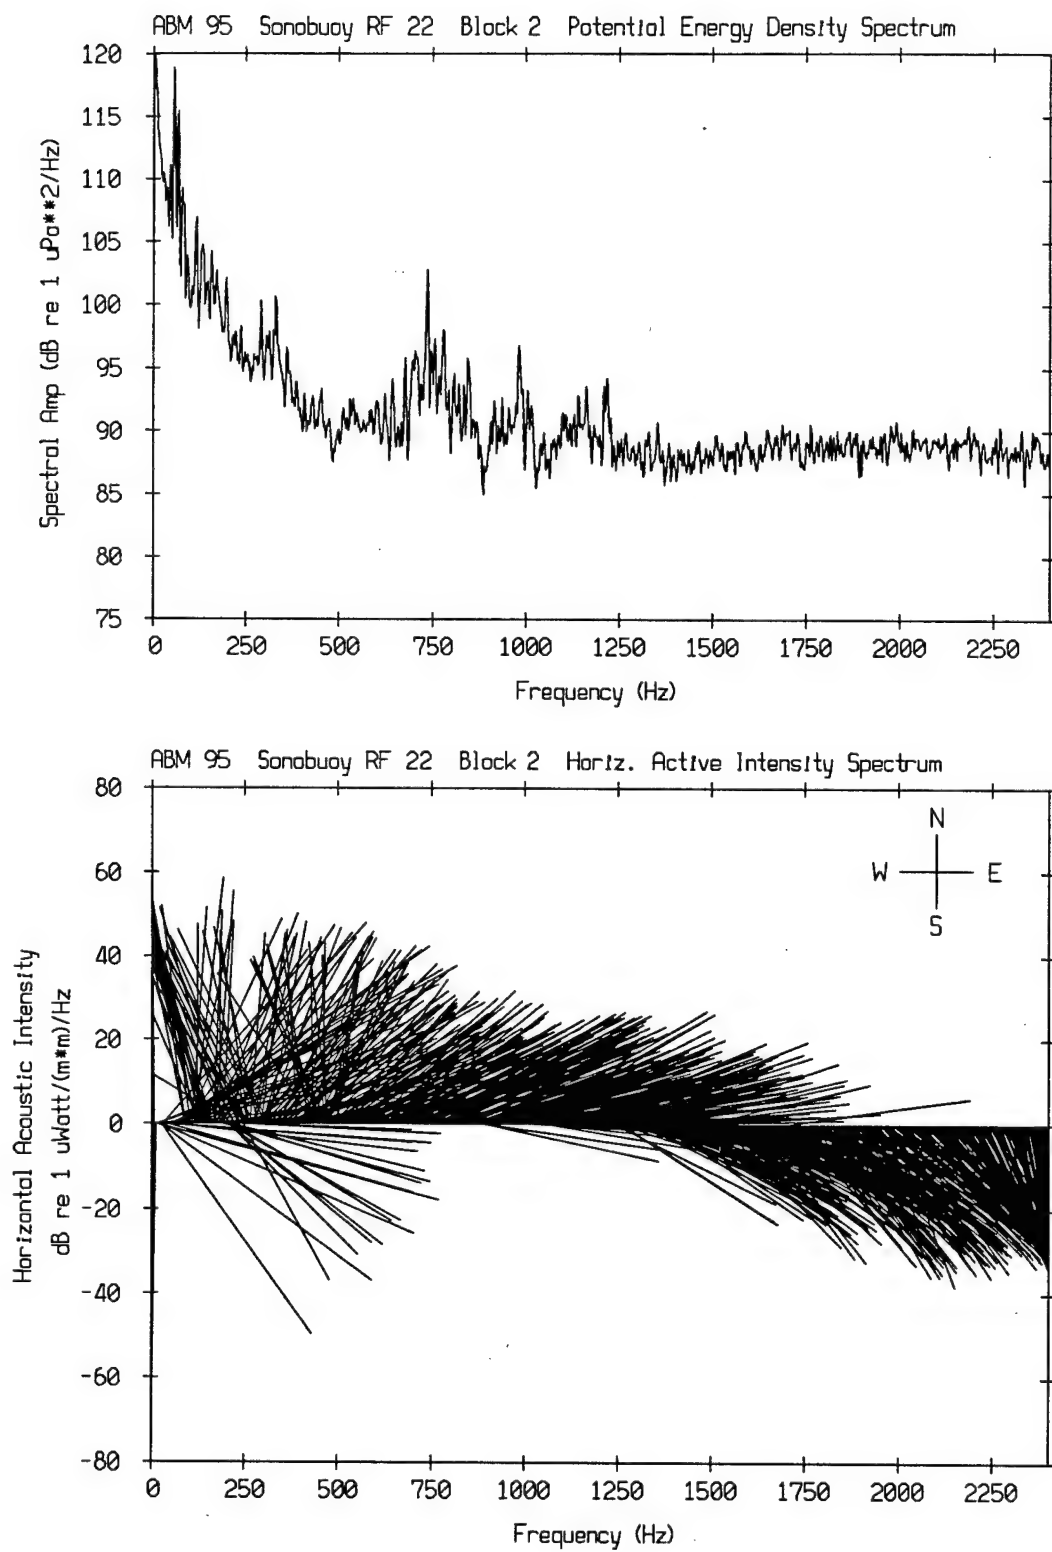 ABM 95 Sonobuoy RF 22 Block 2 Potential Energy Density Spectrum
120
115
110
105
100
95
90
85
80
75
Spectral Amp (dB re 1 uPa**2/Hz)
0 250 500 750 1000 1250 1500 1750 2000 2250
Frequency (Hz)
ABM 95 Sonobuoy RF 22 Block 2 Horiz. Active Intensity Spectrum
80
60
40
20
0
-20
-40
-60
-80
Horizontal Acoustic Intensity
dB re 1 uWatt/(m*m)/Hz
N
W E
S
0 250 500 750 1000 1250 1500 1750 2000 2250
Frequency (Hz)